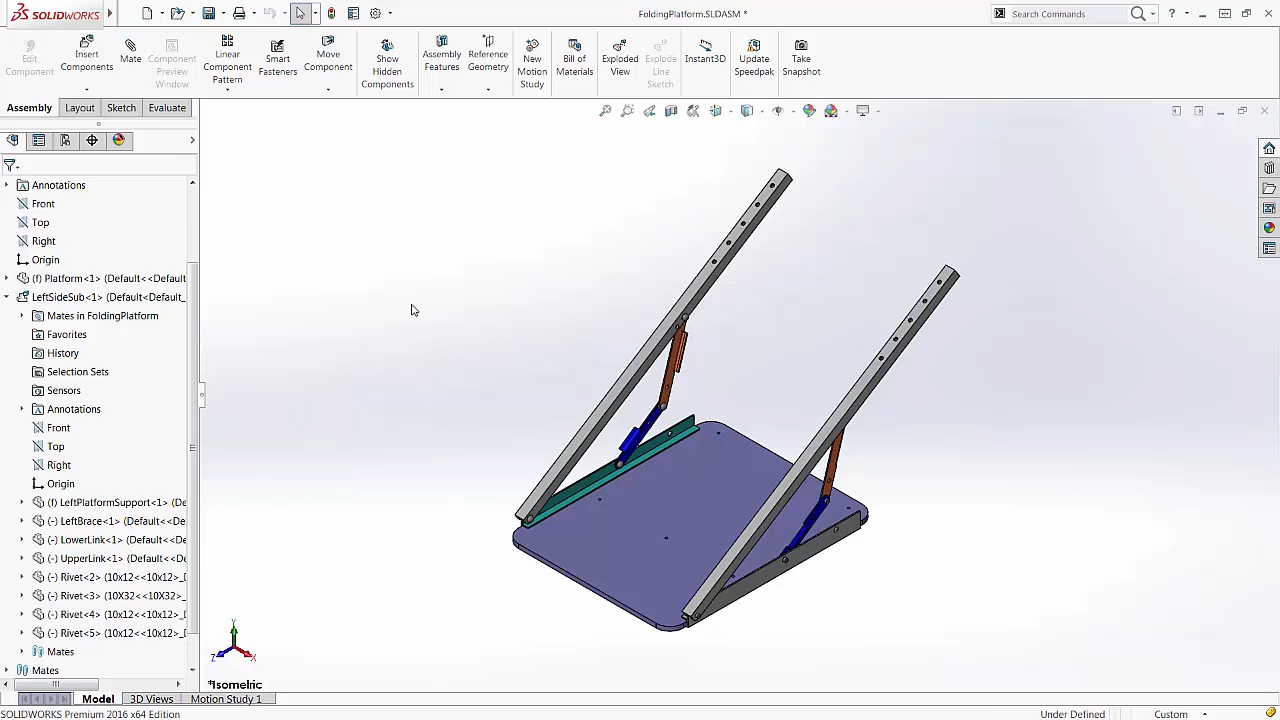 SOLIDWORKS
FoldingPlatform.SLDASM *
Search Commands
?
Edit Component
Insert Components
Mate
Component Preview Window
Linear Component Pattern
Smart Fasteners
Move Component
Show Hidden Components
Assembly Features
Reference Geometry
New Motion Study
Bill of Materials
Exploded View
Explode Line Sketch
Instant3D
Update Speedpak
Take Snapshot
Assembly
Layout
Sketch
Evaluate
Annotations
Front
Top
Right
Origin
(f) Platform<1> (Default<<Default
LeftSideSub<1> (Default<Default_
Mates in FoldingPlatform
Favorites
History
Selection Sets
Sensors
Annotations
Front
Top
Right
Origin
(f) LeftPlatformSupport<1> (De
(-) LeftBrace<1> (Default<<Def
(-) LowerLink<1> (Default<<De
(-) UpperLink<1> (Default<<De
(-) Rivet<2> (10x12<<10x12>_D
(-) Rivet<3> (10X32<<10X32>_D
(-) Rivet<4> (10x12<<10x12>_D
(-) Rivet<5> (10x12<<10x12>_D
Mates
Mates
Y
Z
X
*Isometric
Model
3D Views
Motion Study 1
SOLIDWORKS Premium 2016 x64 Edition
Under Defined
Custom